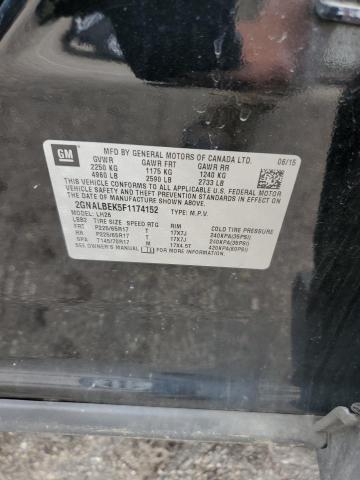 GM
MFD BY GENERAL MOTORS OF CANADA LTD.
06/15
GVWR GAWR FRT GAWR RR
2250 KG 1175 KG 1240 KG
4960 LB 2590 LB 2733 LB
THIS VEHICLE CONFORMS TO ALL APPLICABLE U.S. FEDERAL MOTOR
VEHICLE SAFETY AND THEFT PREVENTION STANDARDS IN EFFECT ON
THE DATE OF MANUFACTURE SHOWN ABOVE.
2GNALBEK5F1174152 TYPE: M.P.V.
LSB2 LH26
TIRE SIZE SPEED RTG RIM COLD TIRE PRESSURE
FRT P225/65R17 T 17X7J 240KPA(35PSI)
RR P225/65R17 T 17X7J 240KPA(35PSI)
SPA T145/70R17 M 17X4.5T 420KPA(60PSI)
SEE OWNER'S MANUAL FOR MORE INFORMATION.